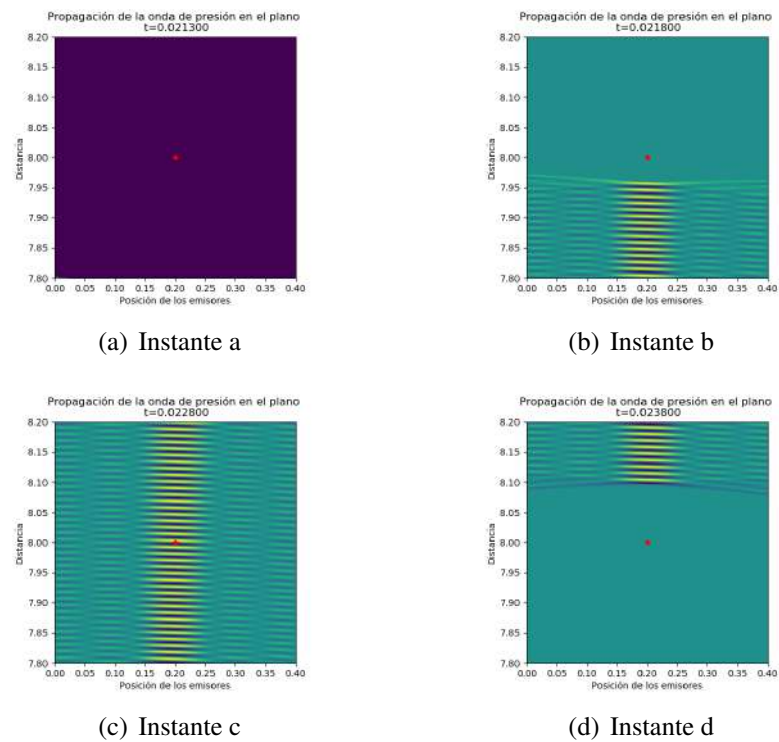 Propagación de la onda de presión en el plano
t=0.021300
8.20
8.15
8.10
8.05
8.00
7.95
7.90
7.85
7.80
Distancia
0.00 0.05 0.10 0.15 0.20 0.25 0.30 0.35 0.40
Posición de los emisores
(a) Instante a
Propagación de la onda de presión en el plano
t=0.021800
8.20
8.15
8.10
8.05
8.00
7.95
7.90
7.85
7.80
Distancia
0.00 0.05 0.10 0.15 0.20 0.25 0.30 0.35 0.40
Posición de los emisores
(b) Instante b
Propagación de la onda de presión en el plano
t=0.022800
8.20
8.15
8.10
8.05
8.00
7.95
7.90
7.85
7.80
Distancia
0.00 0.05 0.10 0.15 0.20 0.25 0.30 0.35 0.40
Posición de los emisores
(c) Instante c
Propagación de la onda de presión en el plano
t=0.023800
8.20
8.15
8.10
8.05
8.00
7.95
7.90
7.85
7.80
Distancia
0.00 0.05 0.10 0.15 0.20 0.25 0.30 0.35 0.40
Posición de los emisores
(d) Instante d